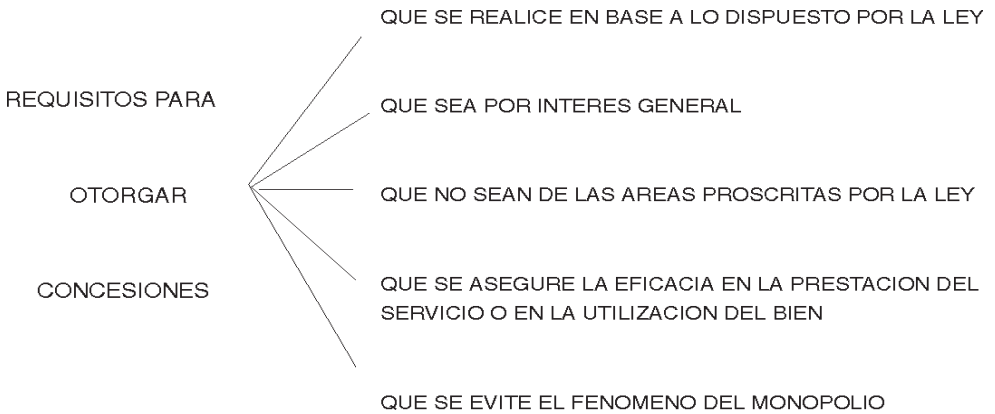 REQUISITOS PARA
OTORGAR
CONCESIONES
QUE SE REALICE EN BASE A LO DISPUESTO POR LA LEY
QUE SEA POR INTERES GENERAL
QUE NO SEAN DE LAS AREAS PROSCRITAS POR LA LEY
QUE SE ASEGURE LA EFICACIA EN LA PRESTACION DEL
SERVICIO O EN LA UTILIZACION DEL BIEN
QUE SE EVITE EL FENOMENO DEL MONOPOLIO